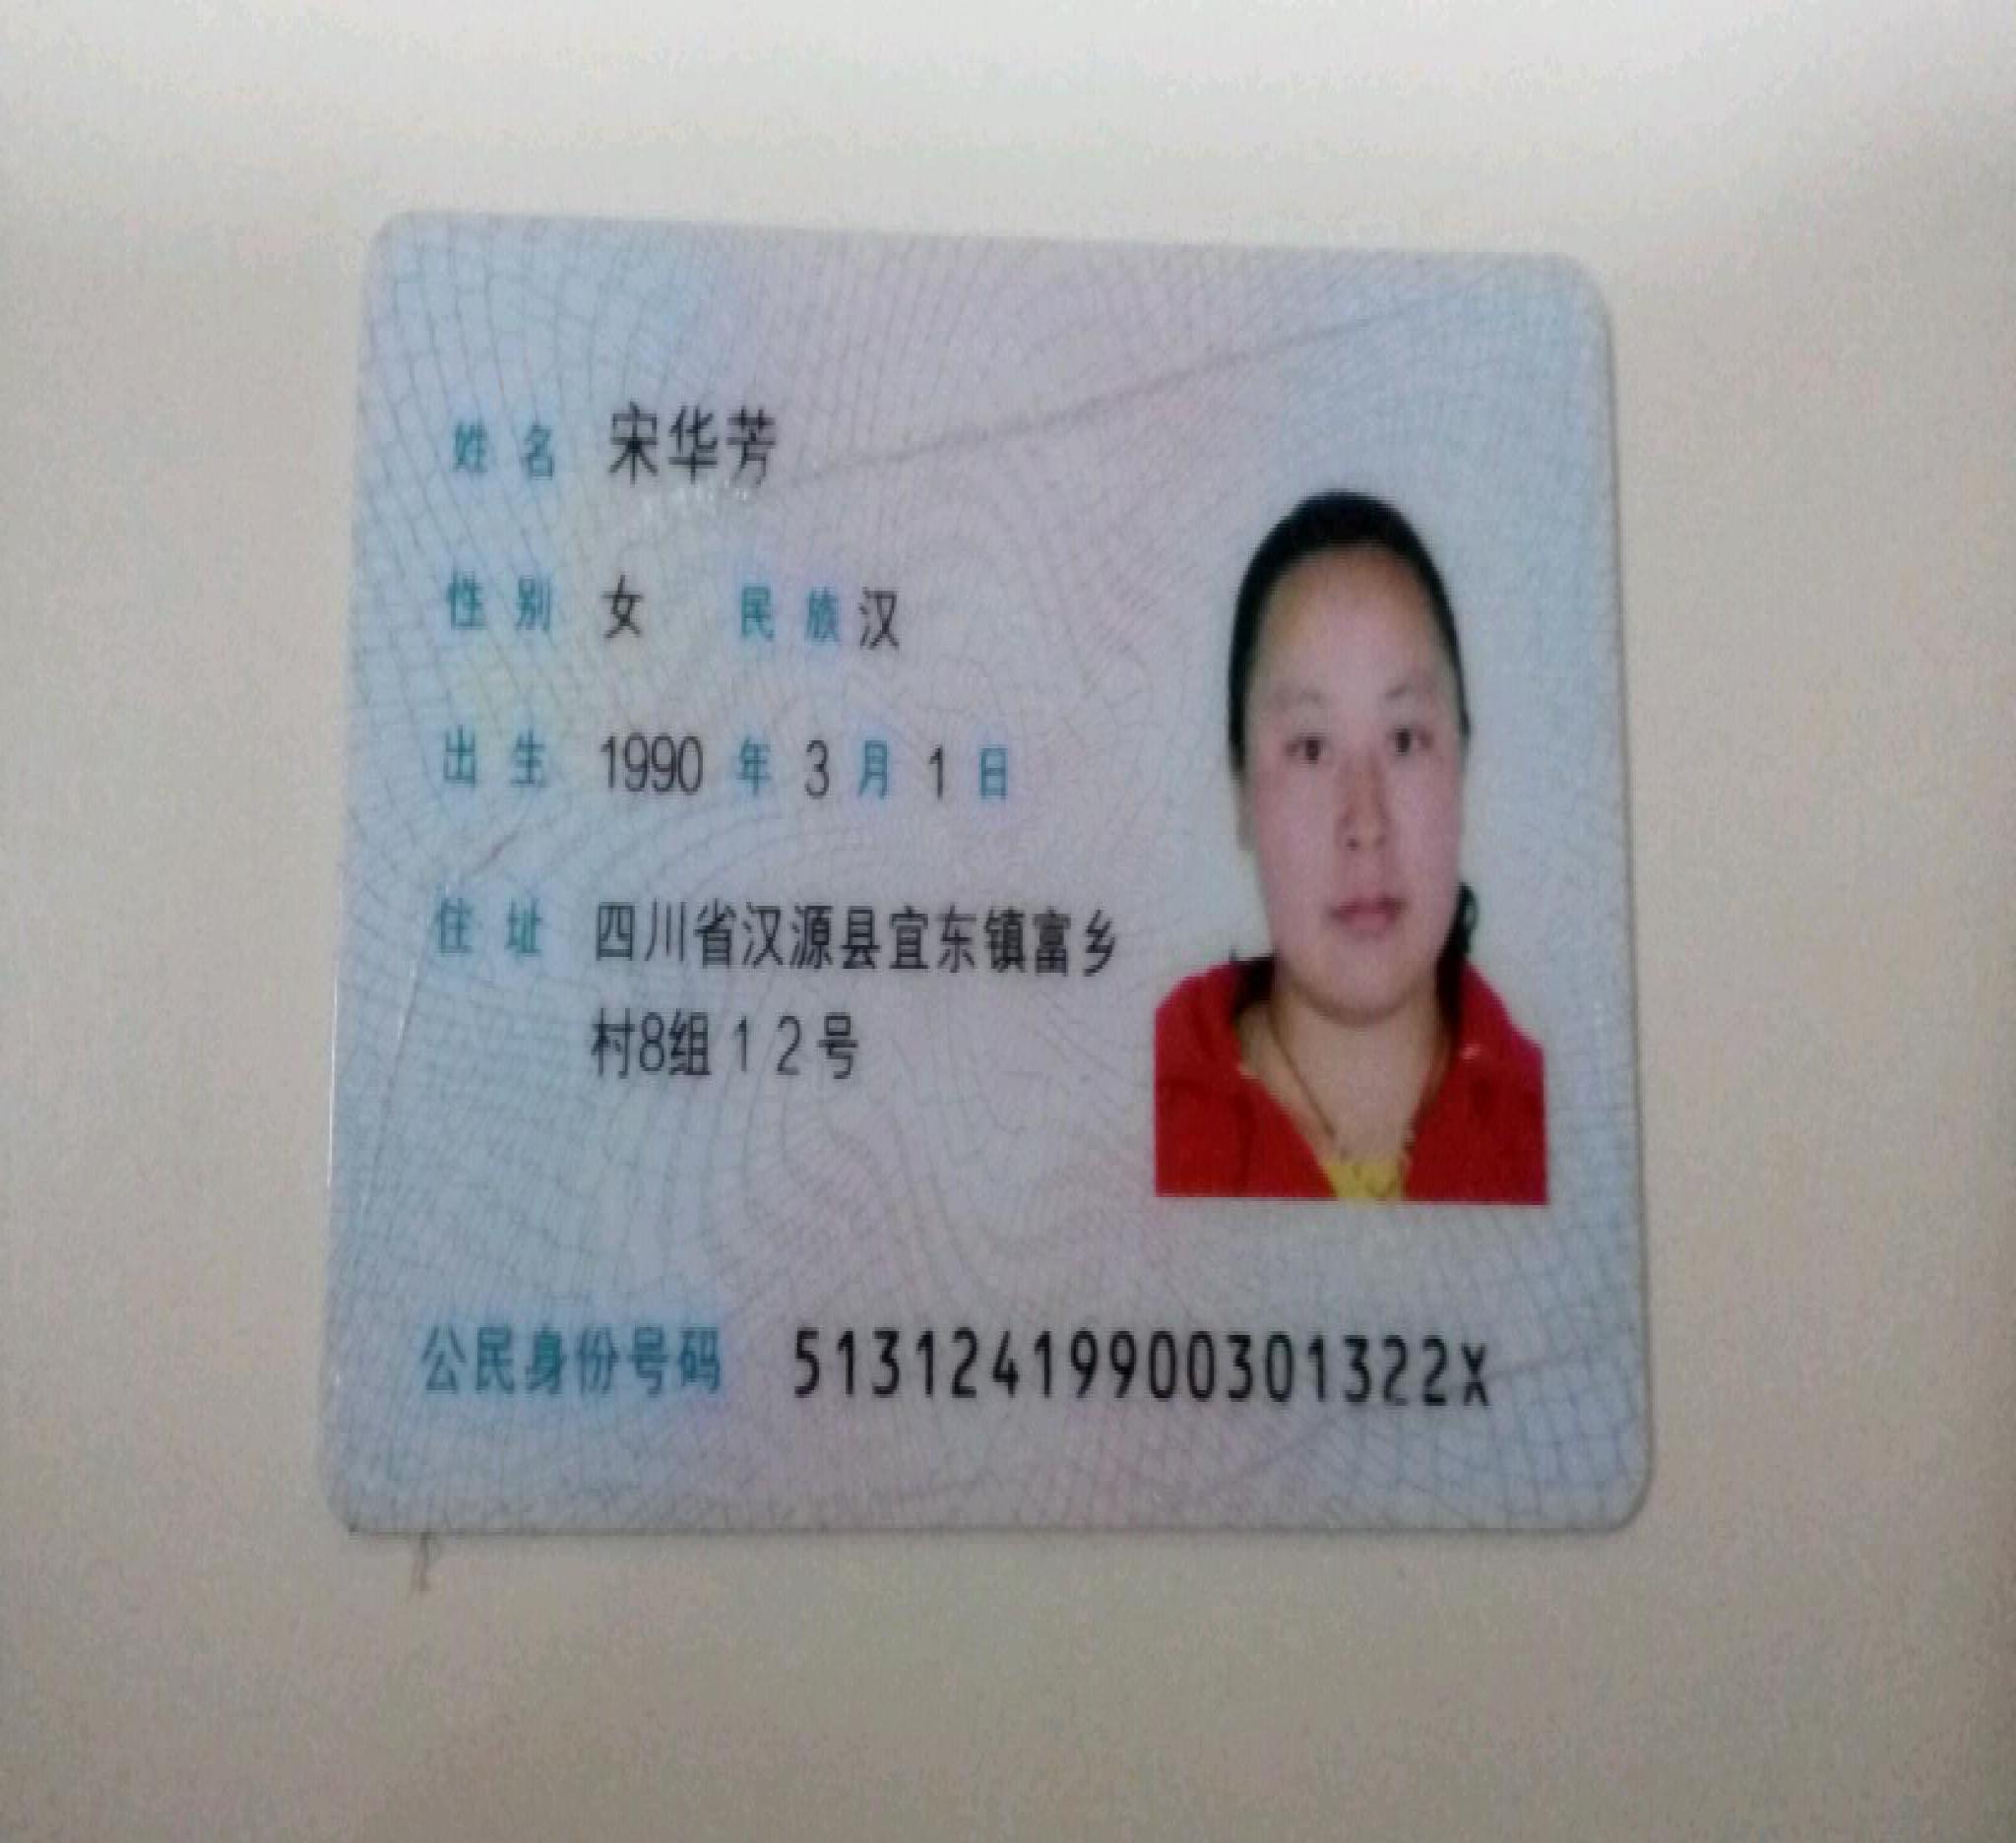 姓名 宋华芳
性别 女 民族 汉
出生 1990 年 3 月 1 日
住址 四川省汉源县宜东镇富乡
村8组12号
公民身份号码 51312419900301322X